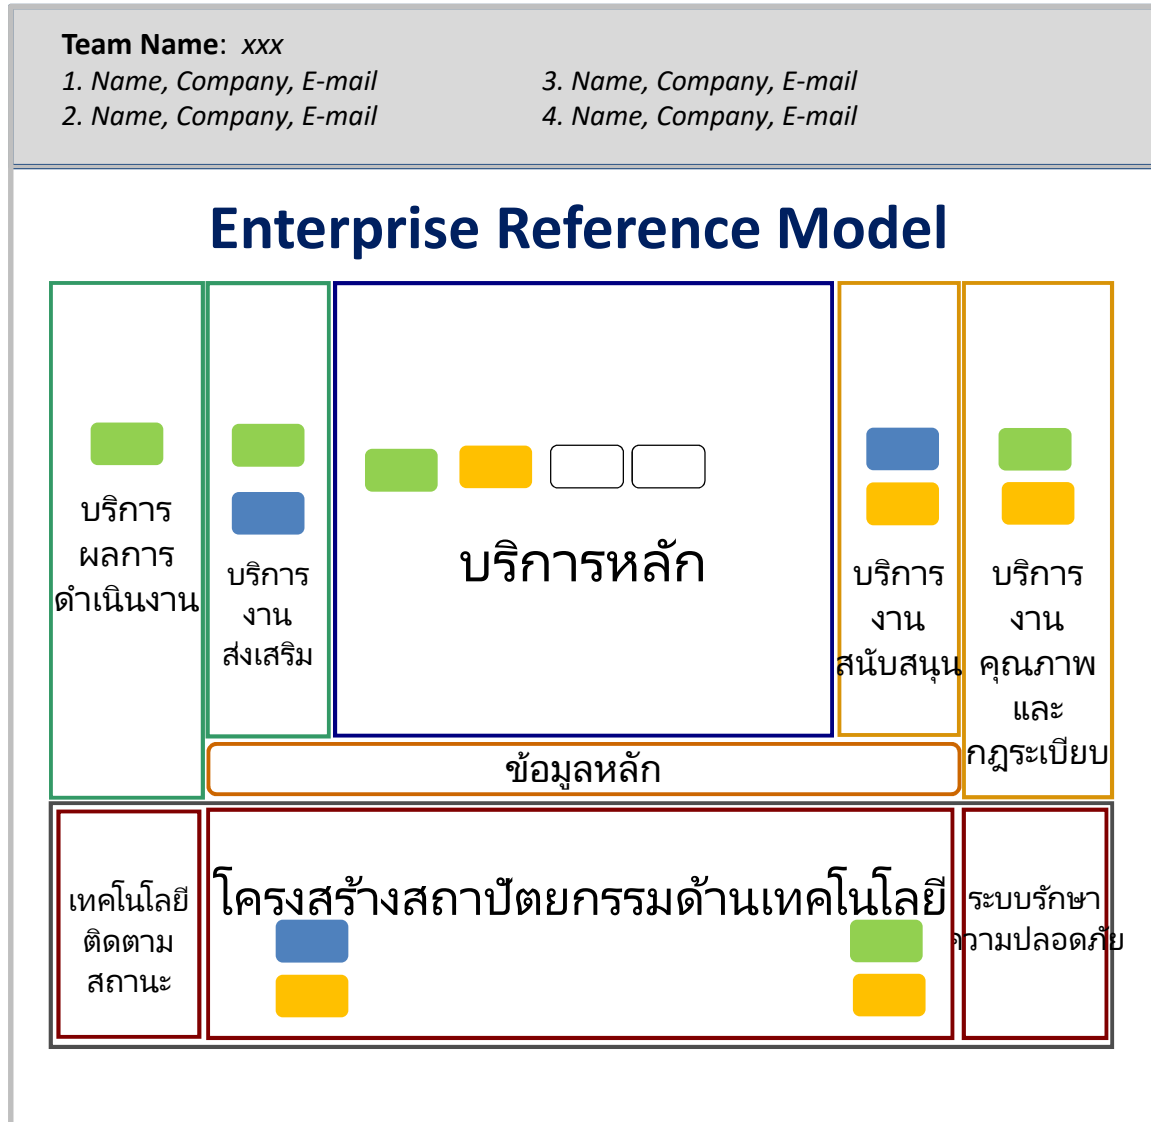 Team Name: xxx
1. Name, Company, E-mail
2. Name, Company, E-mail
3. Name, Company, E-mail
4. Name, Company, E-mail
Enterprise Reference Model
บริการ
ผลการ
ดำเนินงาน
บริการ
งาน
ส่งเสริม
บริการหลัก
บริการ
งาน
สนับสนุน
บริการ
งาน
คุณภาพ
และ
กฎระเบียบ
ข้อมูลหลัก
เทคโนโลยี
ติดตาม
สถานะ
โครงสร้างสถาปัตยกรรมด้านเทคโนโลยี
ระบบรักษา
ความปลอดภัย